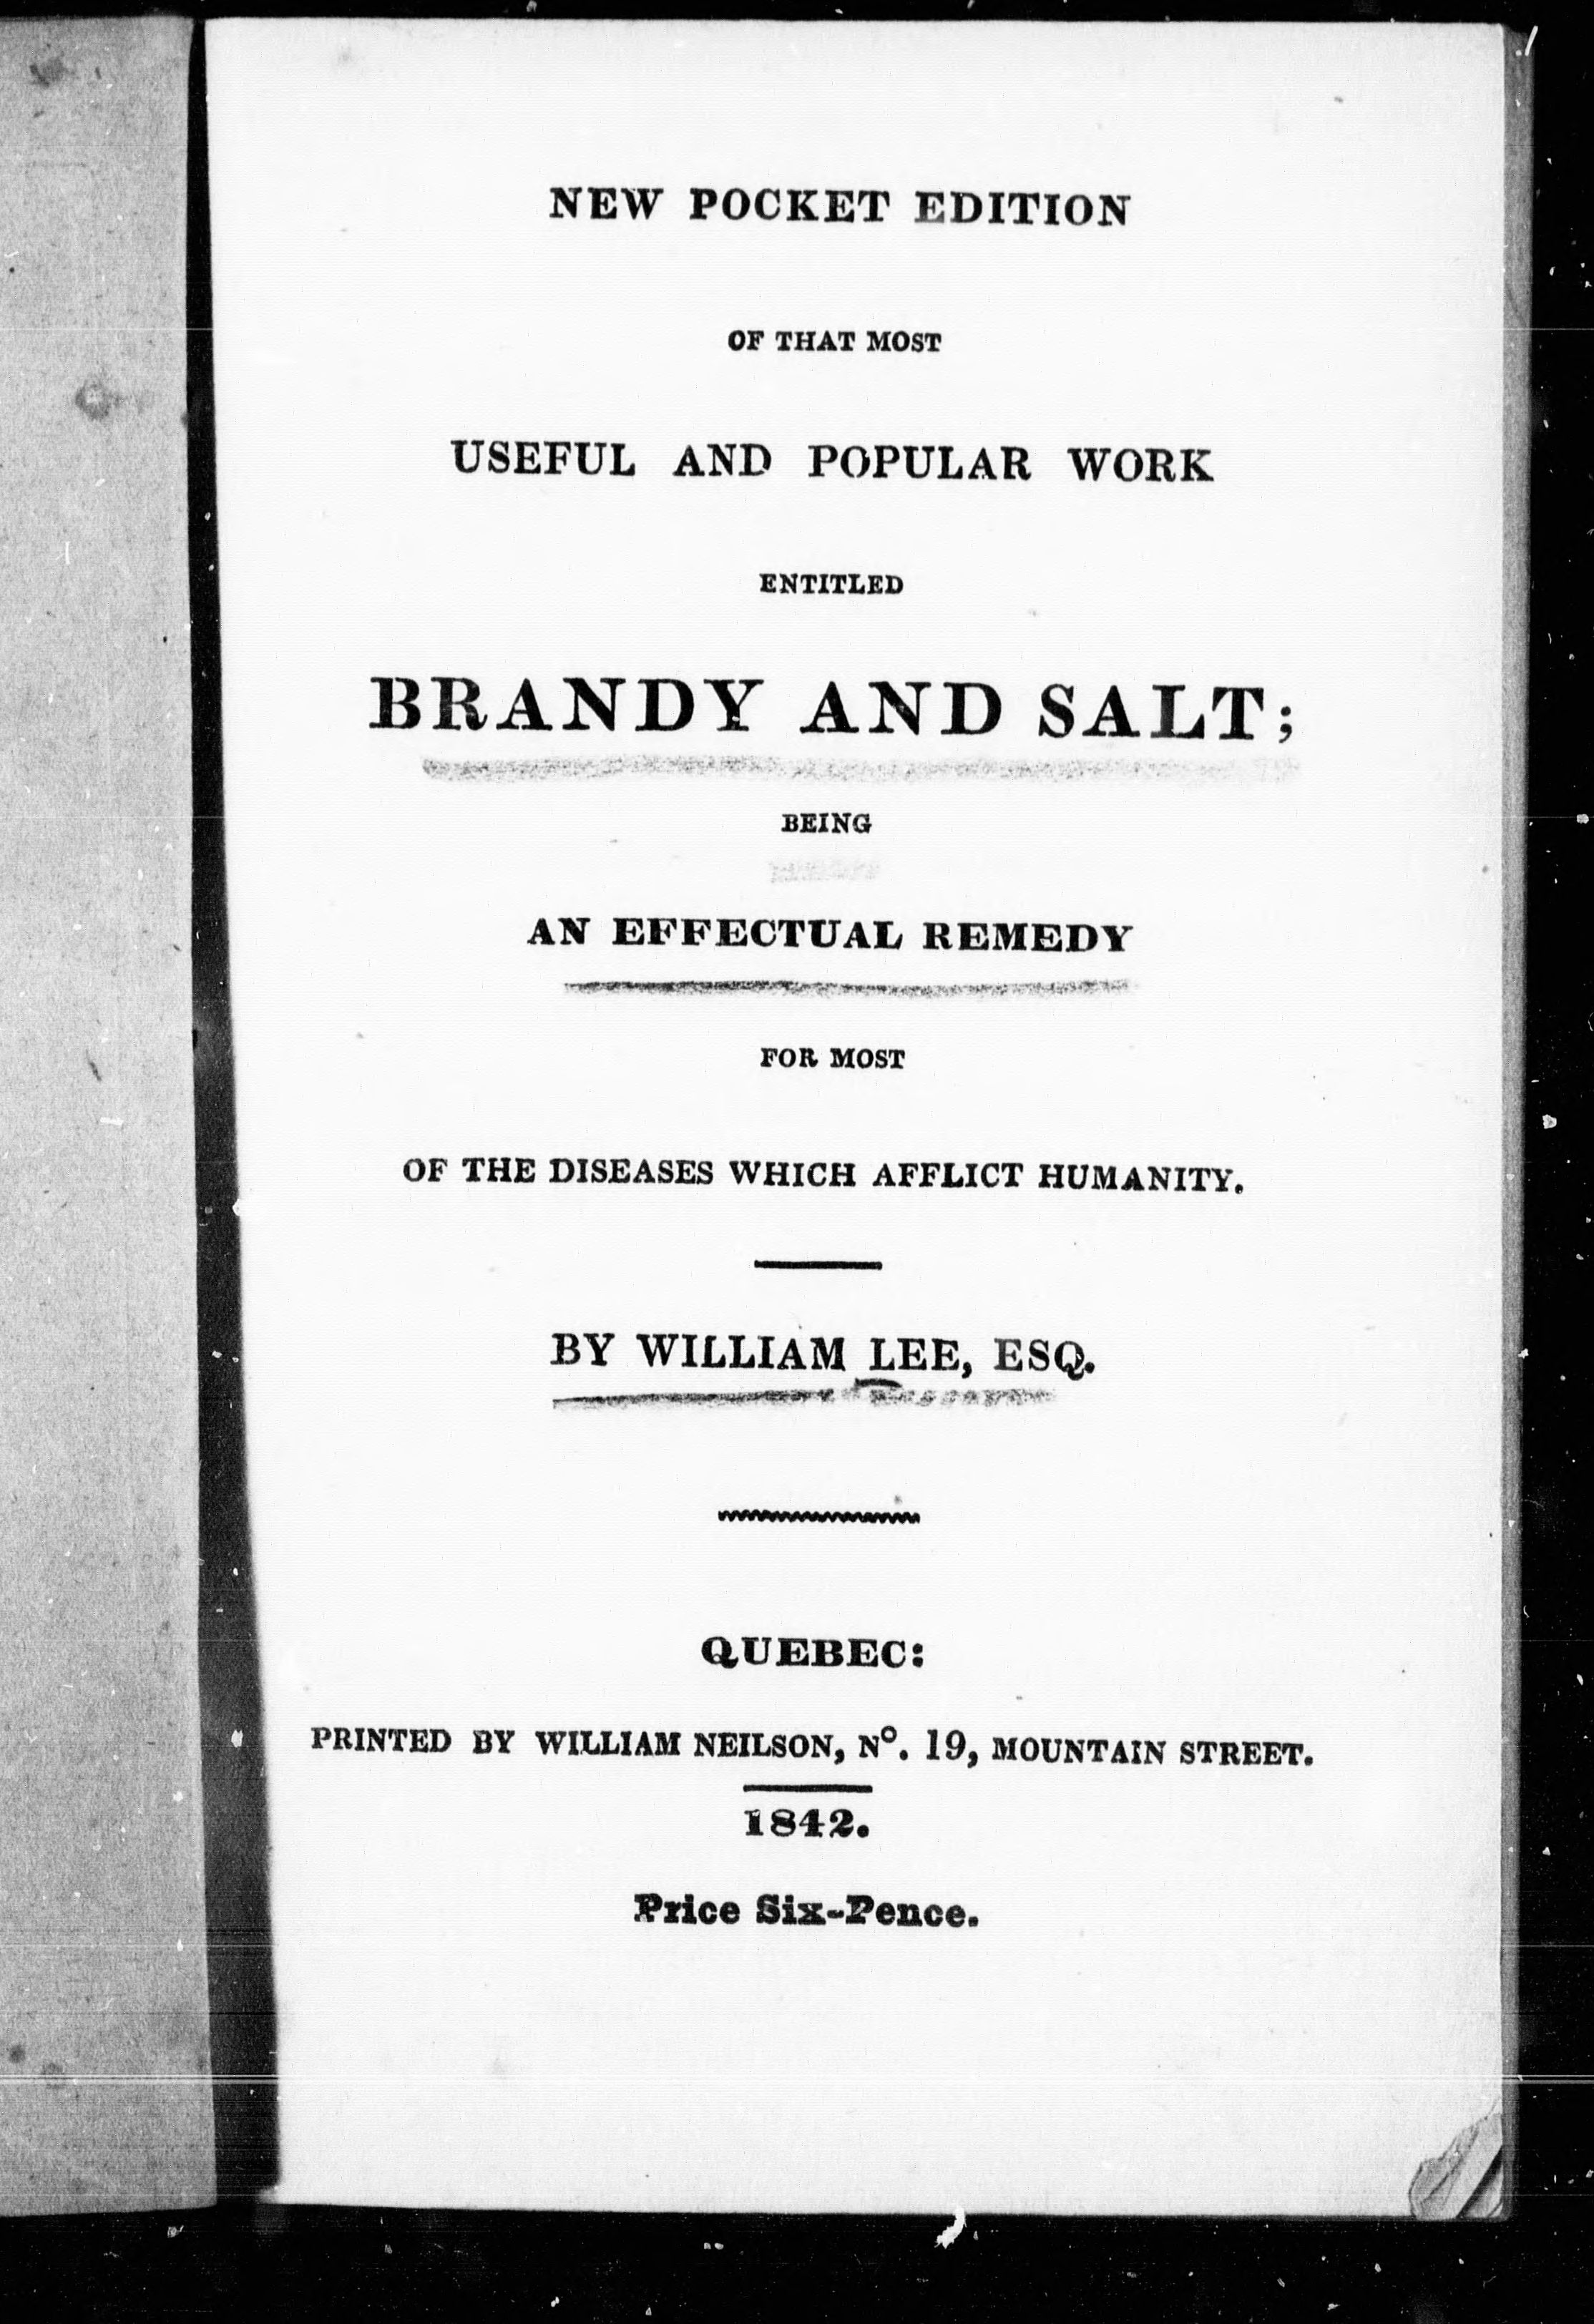 NEW POCKET EDITION
OF THAT MOST
USEFUL AND POPULAR WORK
ENTITLED
BRANDY AND SALT;
BEING
AN EFFECTUAL REMEDY
FOR MOST
OF THE DISEASES WHICH AFFLICT HUMANITY.
BY WILLIAM LEE, ESQ.
QUEBEC:
PRINTED BY WILLIAM NEILSON, Nº. 19, MOUNTAIN STREET.
1842.
Price Six-Pence.